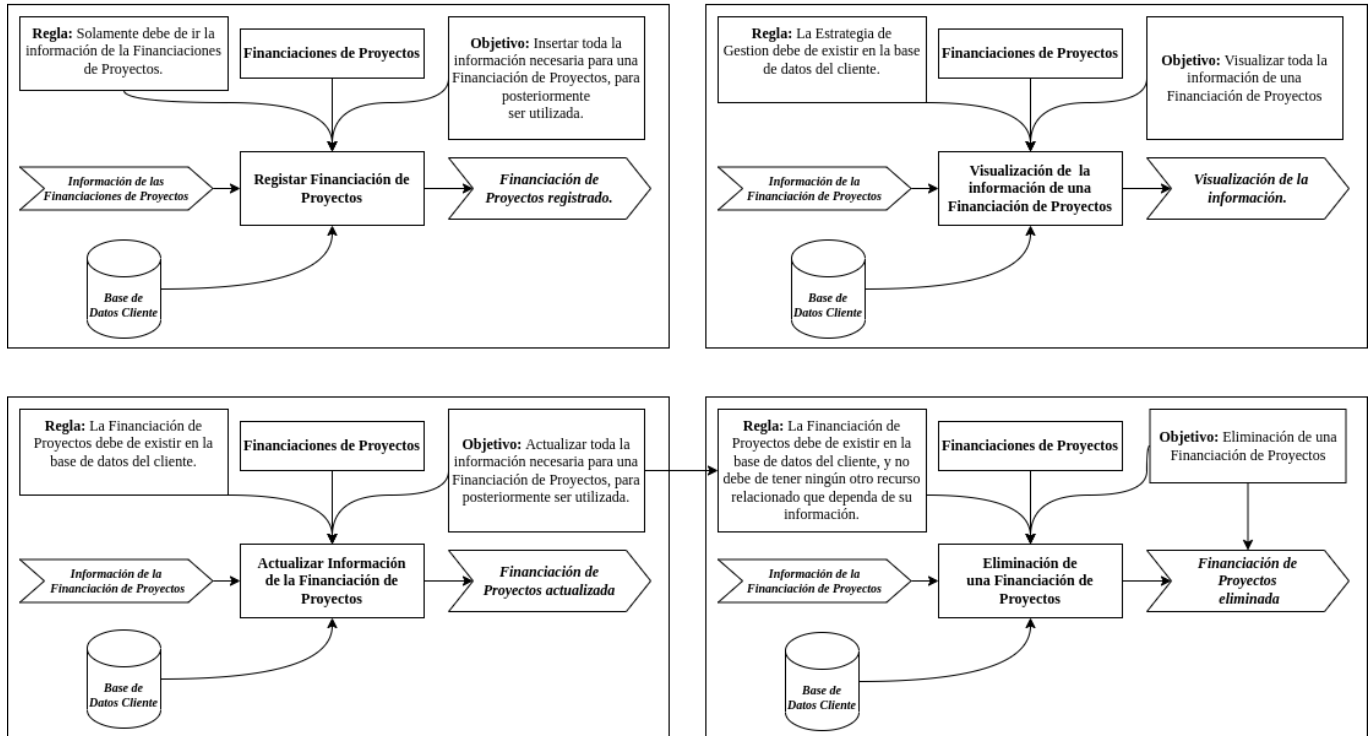 Regla: Solamente debe de ir la
información de la Financiaciones
de Proyectos.
Financiaciones de Proyectos
Objetivo: Insertar toda la
información necesaria para una
Financiación de Proyectos, para
posteriormente
ser utilizada.
Información de las
Financiaciones de Proyectos
Registar Financiación de
Proyectos
Financiación de
Proyectos registrado.
Base de
Datos Cliente
Regla: La Estrategia de
Gestion debe de existir en la base
de datos del cliente.
Financiaciones de Proyectos
Objetivo: Visualizar toda la
información de una
Financiación de Proyectos
Información de la
Financiación de Proyectos
Visualización de la
información de una
Financiación de Proyectos
Visualización de la
información.
Base de
Datos Cliente
Regla: La Financiación de
Proyectos debe de existir en la
base de datos del cliente.
Financiaciones de Proyectos
Objetivo: Actualizar toda la
información necesaria para una
Financiación de Proyectos, para
posteriormente ser utilizada.
Información de la
Financiación de Proyectos
Actualizar Información
de la Financiación de
Proyectos
Financiación de
Proyectos actualizada
Base de
Datos Cliente
Regla: La Financiación de
Proyectos debe de existir en la
base de datos del cliente, y no
debe de tener ningún otro recurso
relacionado que dependa de su
información.
Financiaciones de Proyectos
Objetivo: Eliminación de una
Financiación de Proyectos
Información de la
Financiación de Proyectos
Eliminación de
una Financiación de
Proyectos
Financiación de
Proyectos
eliminada
Base de
Datos Cliente